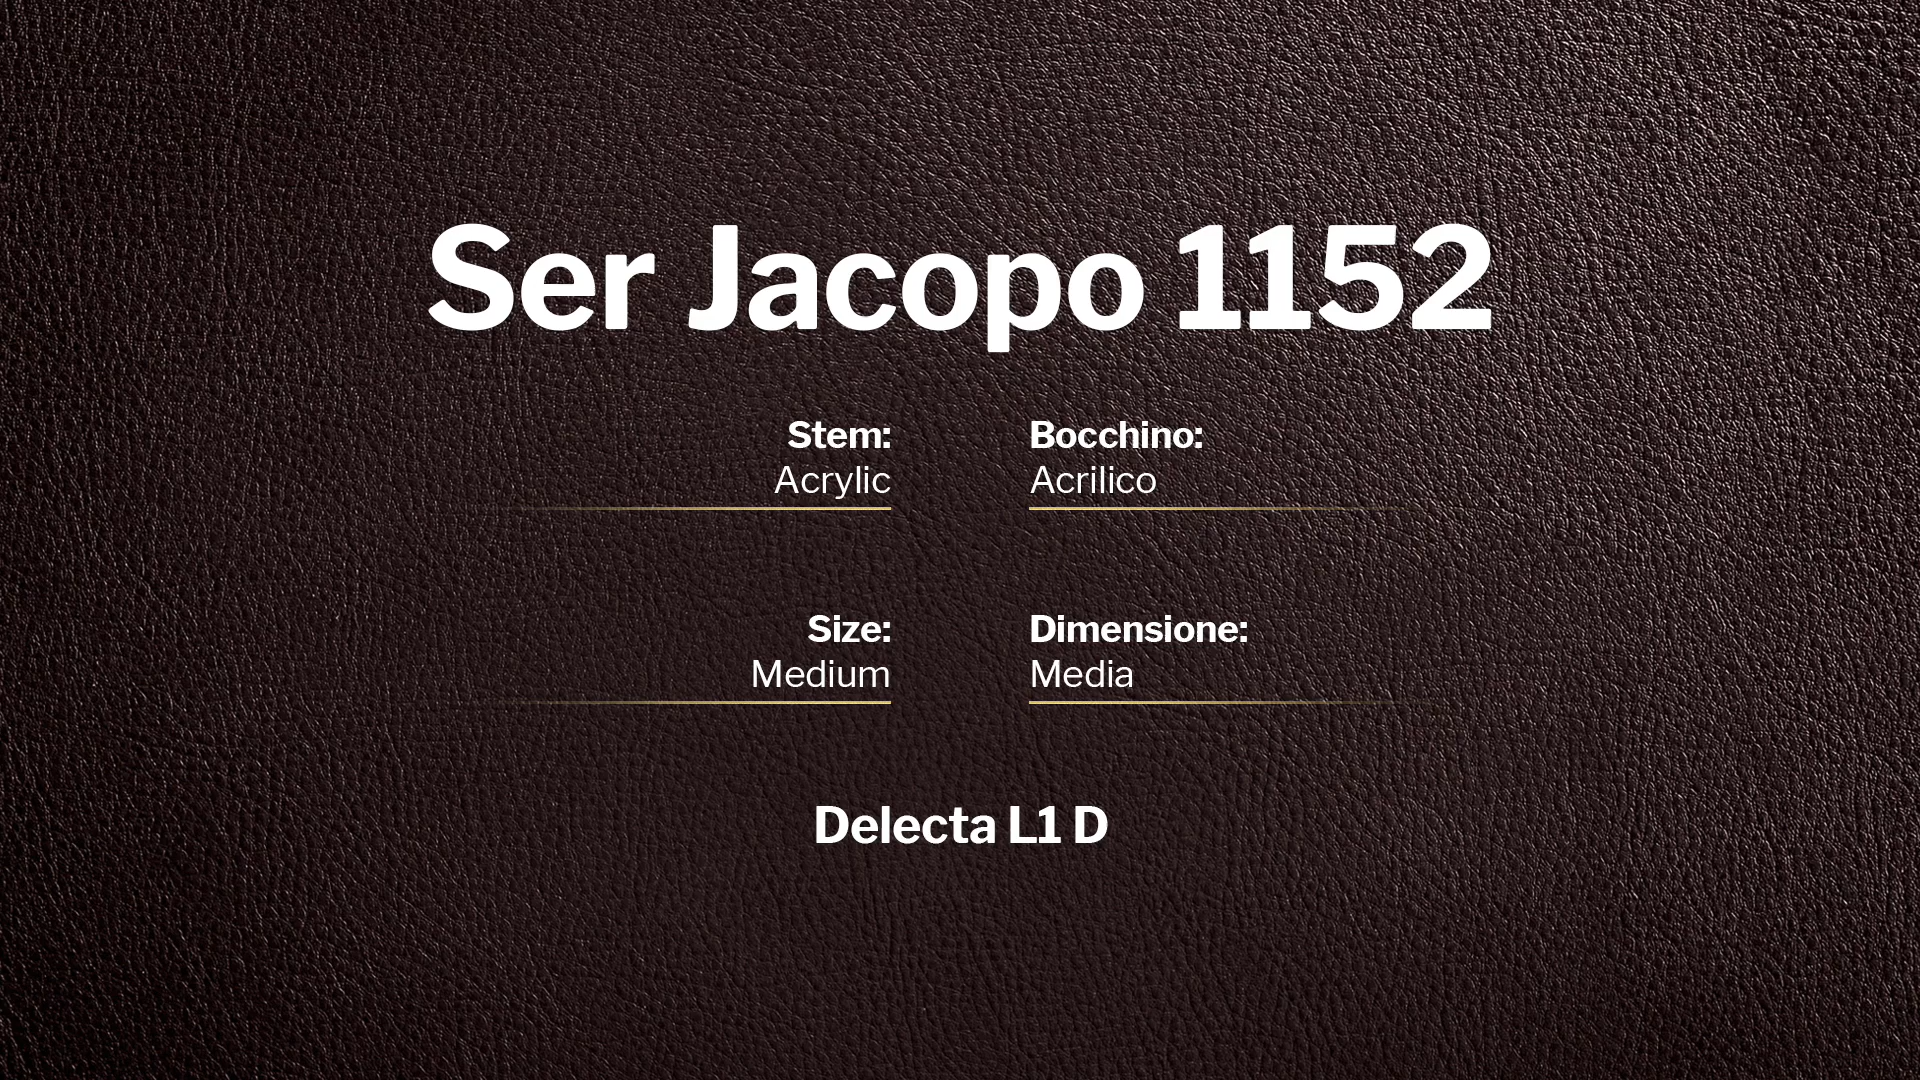 Ser Jacopo 1152
Stem:
Acrylic
Bocchino:
Acrilico
Size:
Medium
Dimensione:
Media
Delecta L1 D